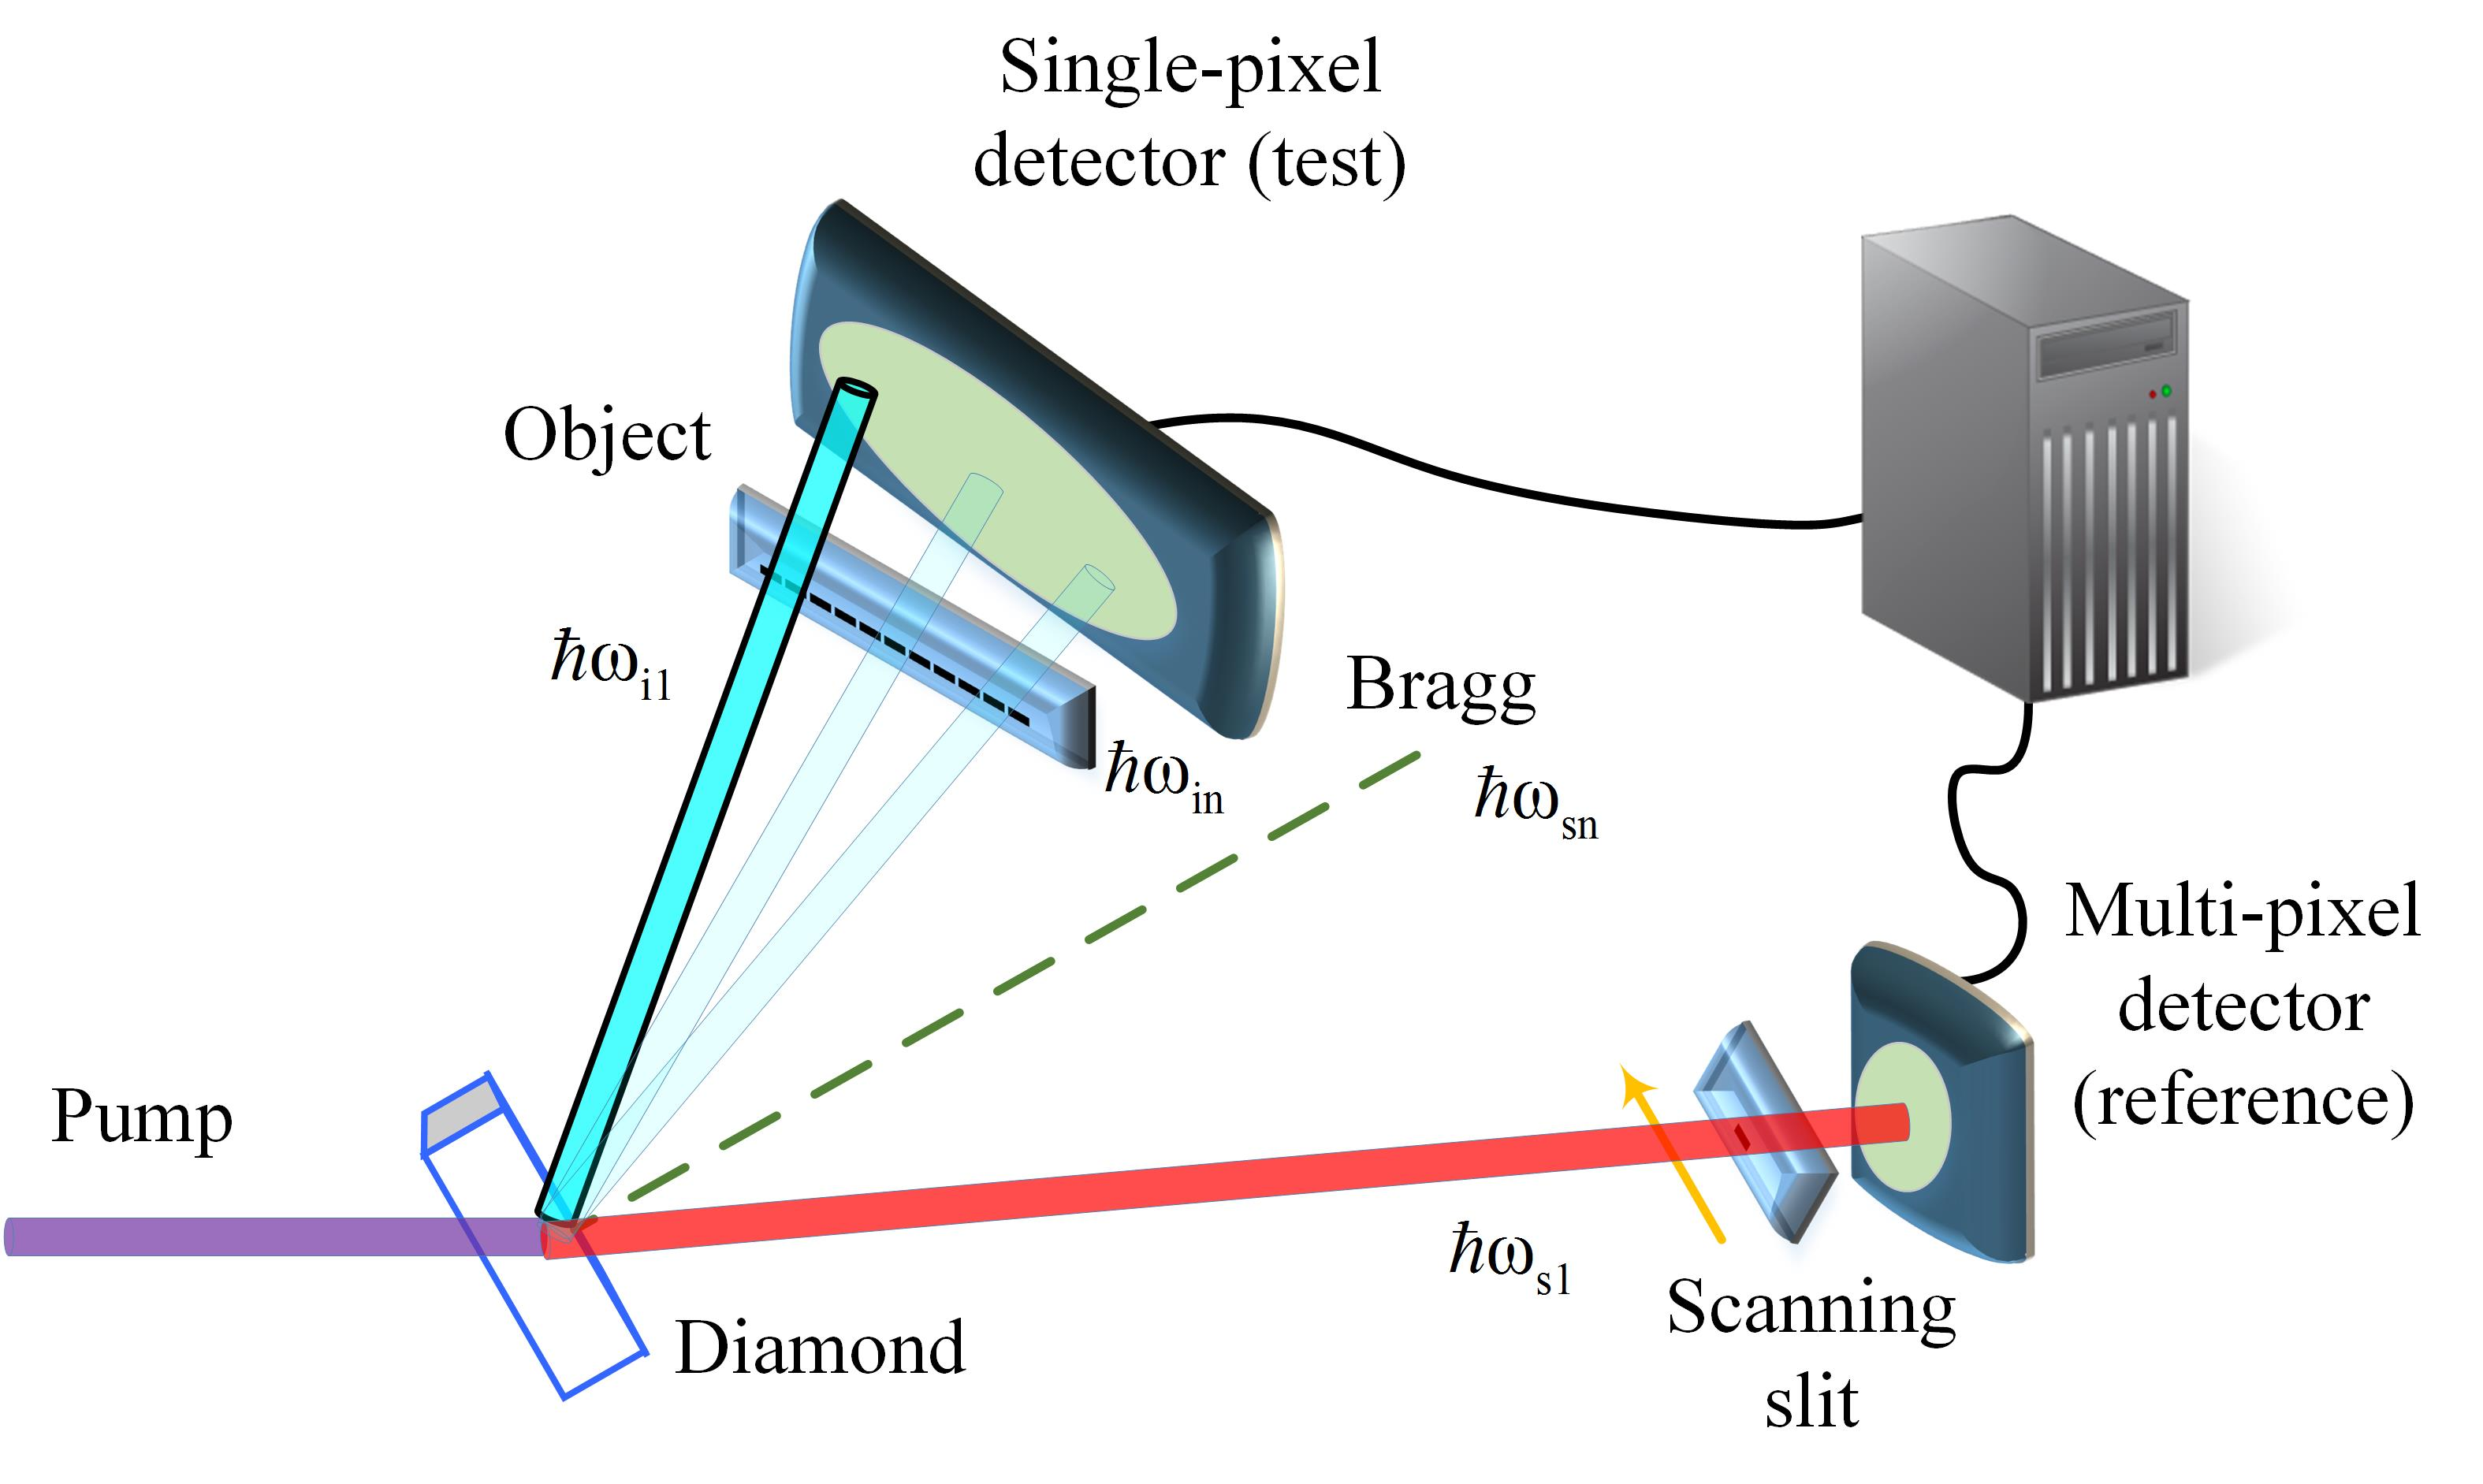 Single-pixel
detector (test)
Object
ħω_i1
ħω_in
Bragg
ħω_sn
Multi-pixel
detector
(reference)
Pump
Diamond
ħω_s1
Scanning
slit